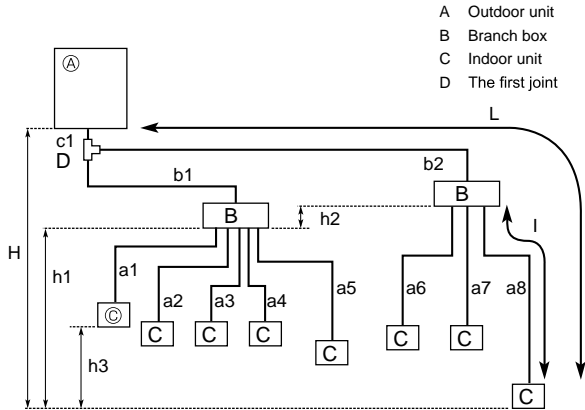 A Outdoor unit
B Branch box
C Indoor unit
D The first joint
Ⓐ
L
c1
D
b1
b2
B
B
h2
l
H
h1
a1
a2
a3
a4
a5
a6
a7
a8
Ⓒ
C
C
C
C
C
C
h3
C